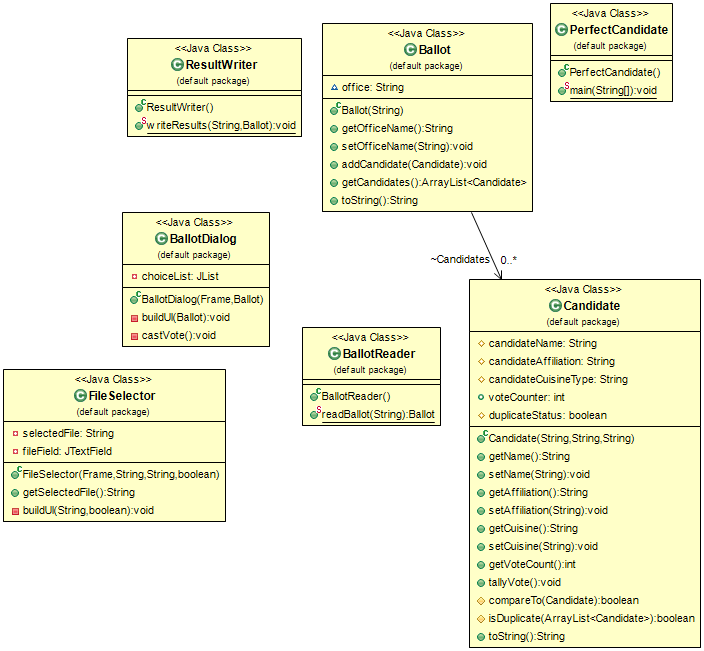 <<Java Class>>
ResultWriter
(default package)
ResultWriter()
writeResults(String,Ballot):void
<<Java Class>>
Ballot
(default package)
office: String
Ballot(String)
getOfficeName():String
setOfficeName(String):void
addCandidate(Candidate):void
getCandidates():ArrayList<Candidate>
toString():String
<<Java Class>>
PerfectCandidate
(default package)
PerfectCandidate()
main(String[]):void
<<Java Class>>
BallotDialog
(default package)
choiceList: JList
BallotDialog(Frame,Ballot)
buildUI(Ballot):void
castVote():void
~Candidates 0..*
<<Java Class>>
FileSelector
(default package)
selectedFile: String
fileField: JTextField
FileSelector(Frame,String,String,boolean)
getSelectedFile():String
buildUI(String,boolean):void
<<Java Class>>
BallotReader
(default package)
BallotReader()
readBallot(String):Ballot
<<Java Class>>
Candidate
(default package)
candidateName: String
candidateAffiliation: String
candidateCuisineType: String
voteCounter: int
duplicateStatus: boolean
Candidate(String,String,String)
getName():String
setName(String):void
getAffiliation():String
setAffiliation(String):void
getCuisine():String
setCuisine(String):void
getVoteCount():int
tallyVote():void
compareTo(Candidate):boolean
isDuplicate(ArrayList<Candidate>):boolean
toString():String